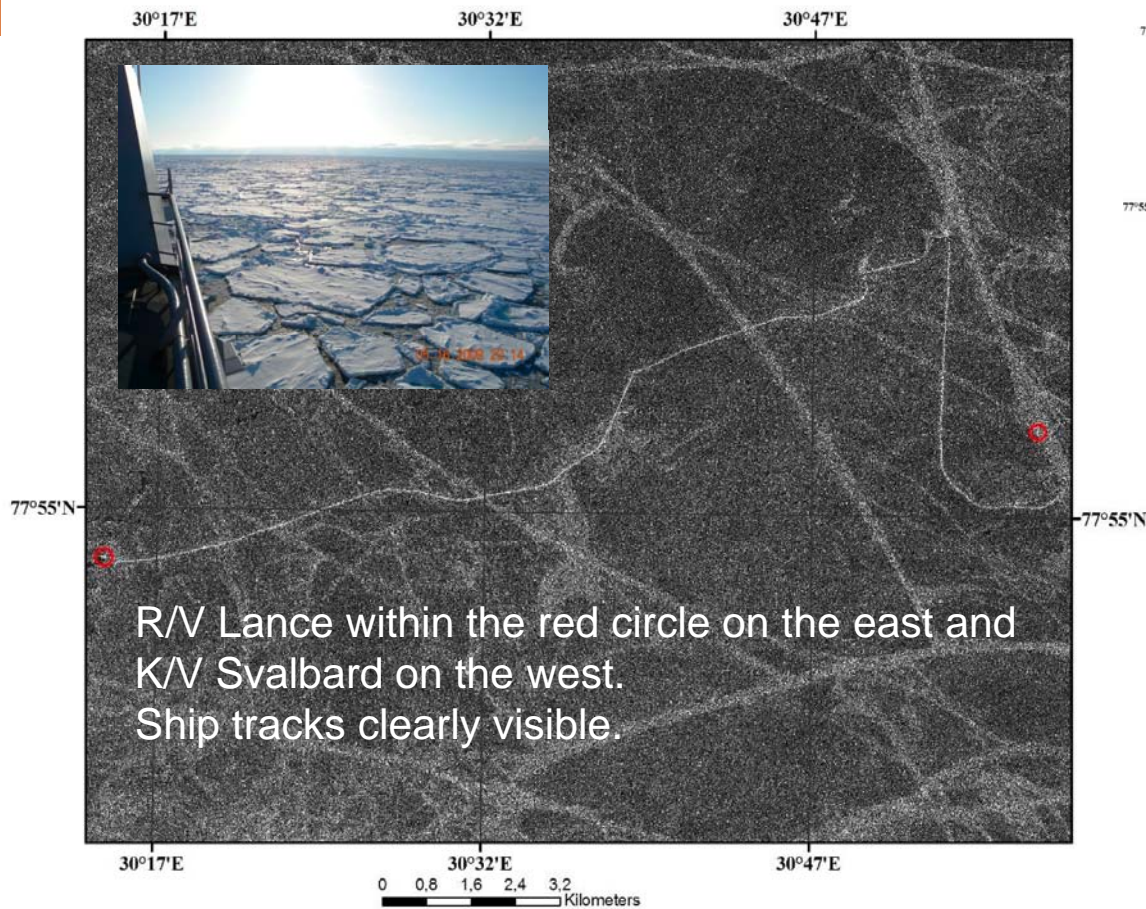 30°17'E 30°32'E 30°47'E
77°55'N 77°55'N
R/V Lance within the red circle on the east and
K/V Svalbard on the west.
Ship tracks clearly visible.
30°17'E 30°32'E 30°47'E
0 0,8 1,6 2,4 3,2
Kilometers